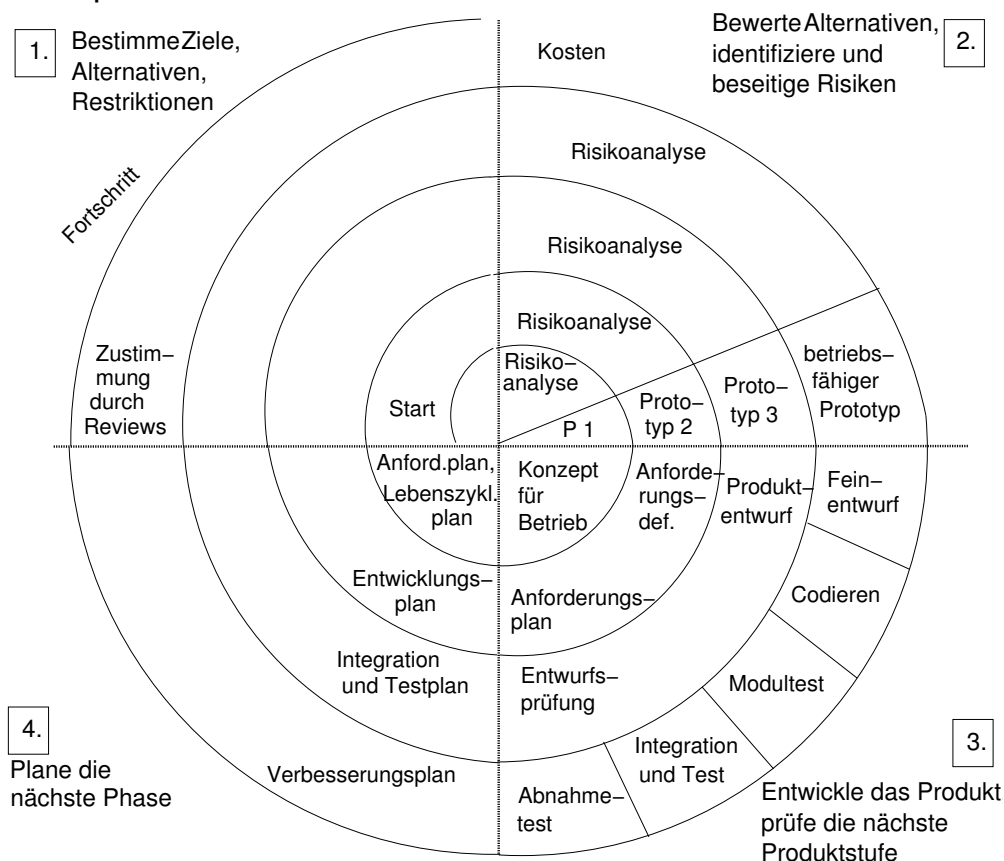 1.
Bestimme Ziele,
Alternativen,
Restriktionen
Kosten
Bewerte Alternativen,
identifiziere und
beseitige Risiken
2.
Fortschritt
Risikoanalyse
Risikoanalyse
Risikoanalyse
Risiko–
analyse
Zustim–
mung
durch
Reviews
Start
P 1
Proto–
typ 2
Proto–
typ 3
betriebs–
fähiger
Prototyp
Anford.plan,
Lebenszykl.
plan
Konzept
für
Betrieb
Anforde–
rungs–
def.
Produkt–
entwurf
Fein–
entwurf
Entwicklungs–
plan
Anforderungs–
plan
Codieren
Integration
und Testplan
Entwurfs–
prüfung
Modultest
4.
Plane die
nächste Phase
Verbesserungsplan
Abnahme–
test
Integration
und Test
3.
Entwickle das Produkt
prüfe die nächste
Produktstufe